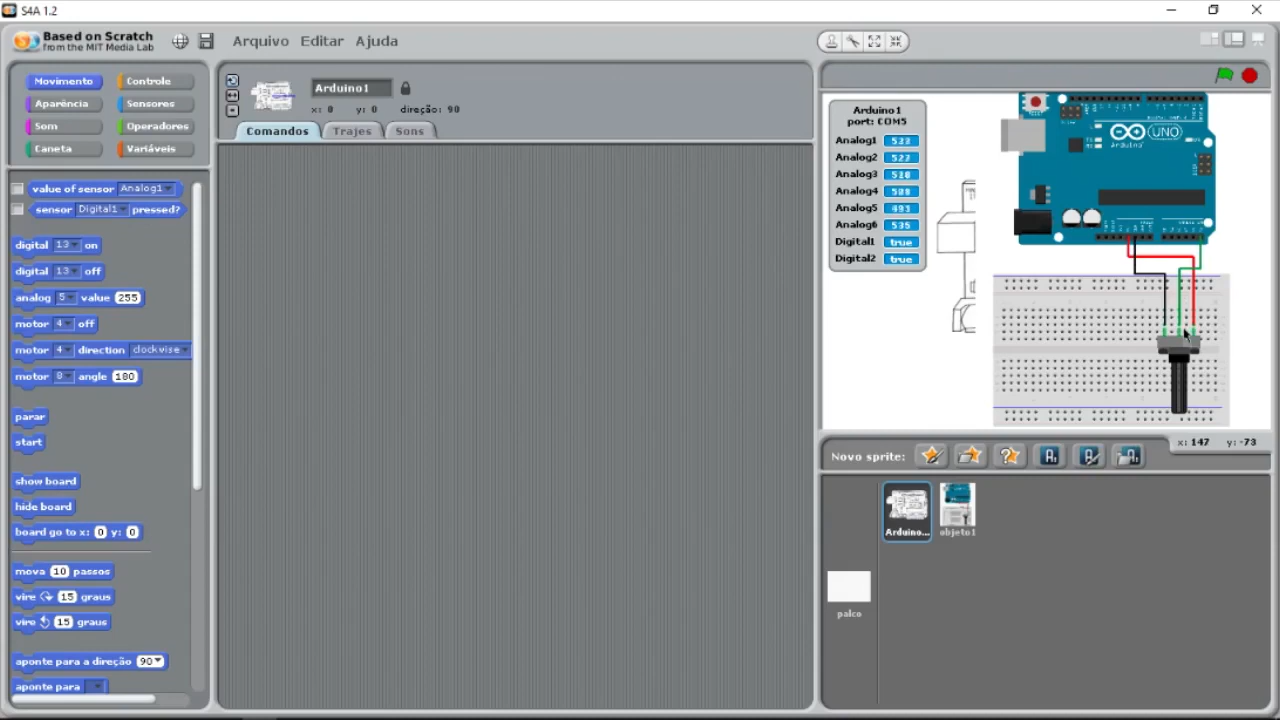 S4A 1.2
Based on Scratch
from the MIT Media Lab
Arquivo Editar Ajuda
Movimento Controle
Aparência Sensores
Som Operadores
Caneta Variáveis
value of sensor Analog1
sensor Digital1 pressed?
digital 13 on
digital 13 off
analog 5 value 255
motor 4 off
motor 4 direction clockwise
motor 8 angle 180
parar
start
show board
hide board
board go to x: 0 y: 0
mova 10 passos
vire 15 graus
vire 15 graus
aponte para a direção 90
aponte para
Arduino1
x: 0 y: 0 direção: 90
Comandos Trajes Sons
Arduino1
port: COM5
Analog1
Analog2
Analog3
Analog4
Analog5
Analog6 535
Digital1 true
Digital2 true
UNO
Arduino
x: 147 y: -73
Novo sprite:
Arduino... objeto1
palco